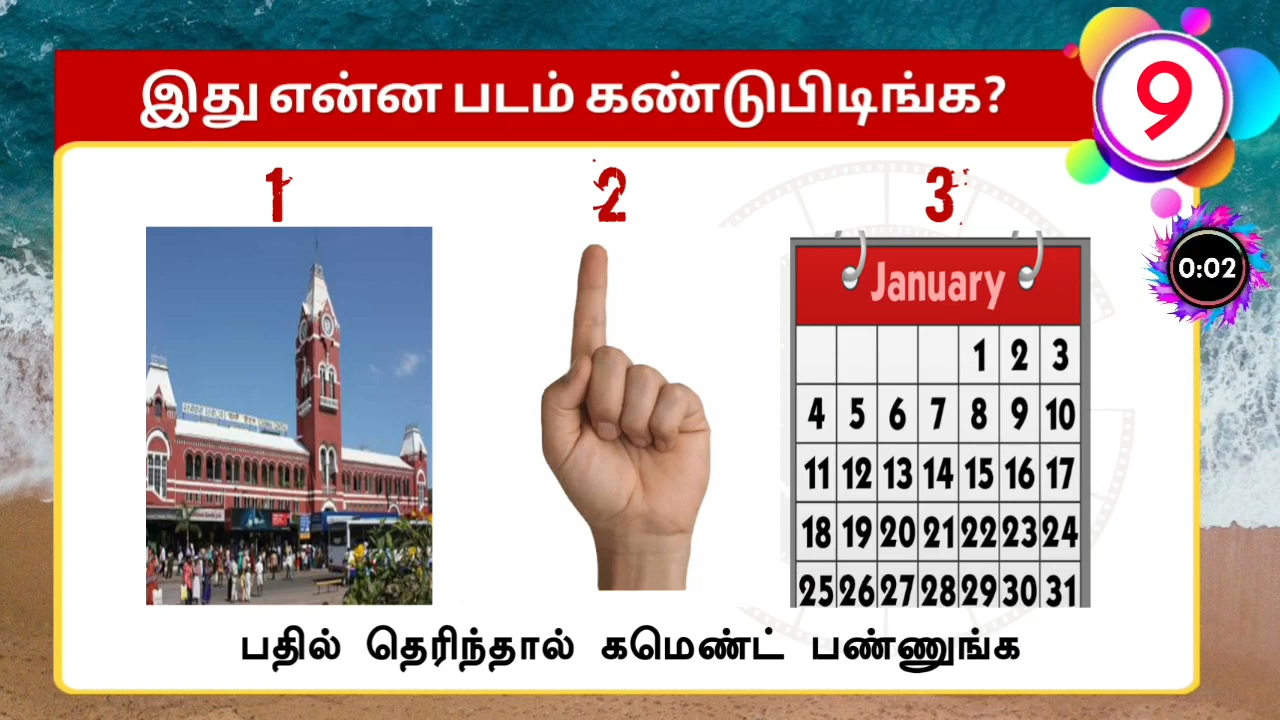 இது என்ன படம் கண்டுபிடிங்க?
9
0:02
1 2 3
January
1 2 3
4 5 6 7 8 9 10
11 12 13 14 15 16 17
18 19 20 21 22 23 24
25 26 27 28 29 30 31
பதில் தெரிந்தால் கமெண்ட் பண்ணுங்க